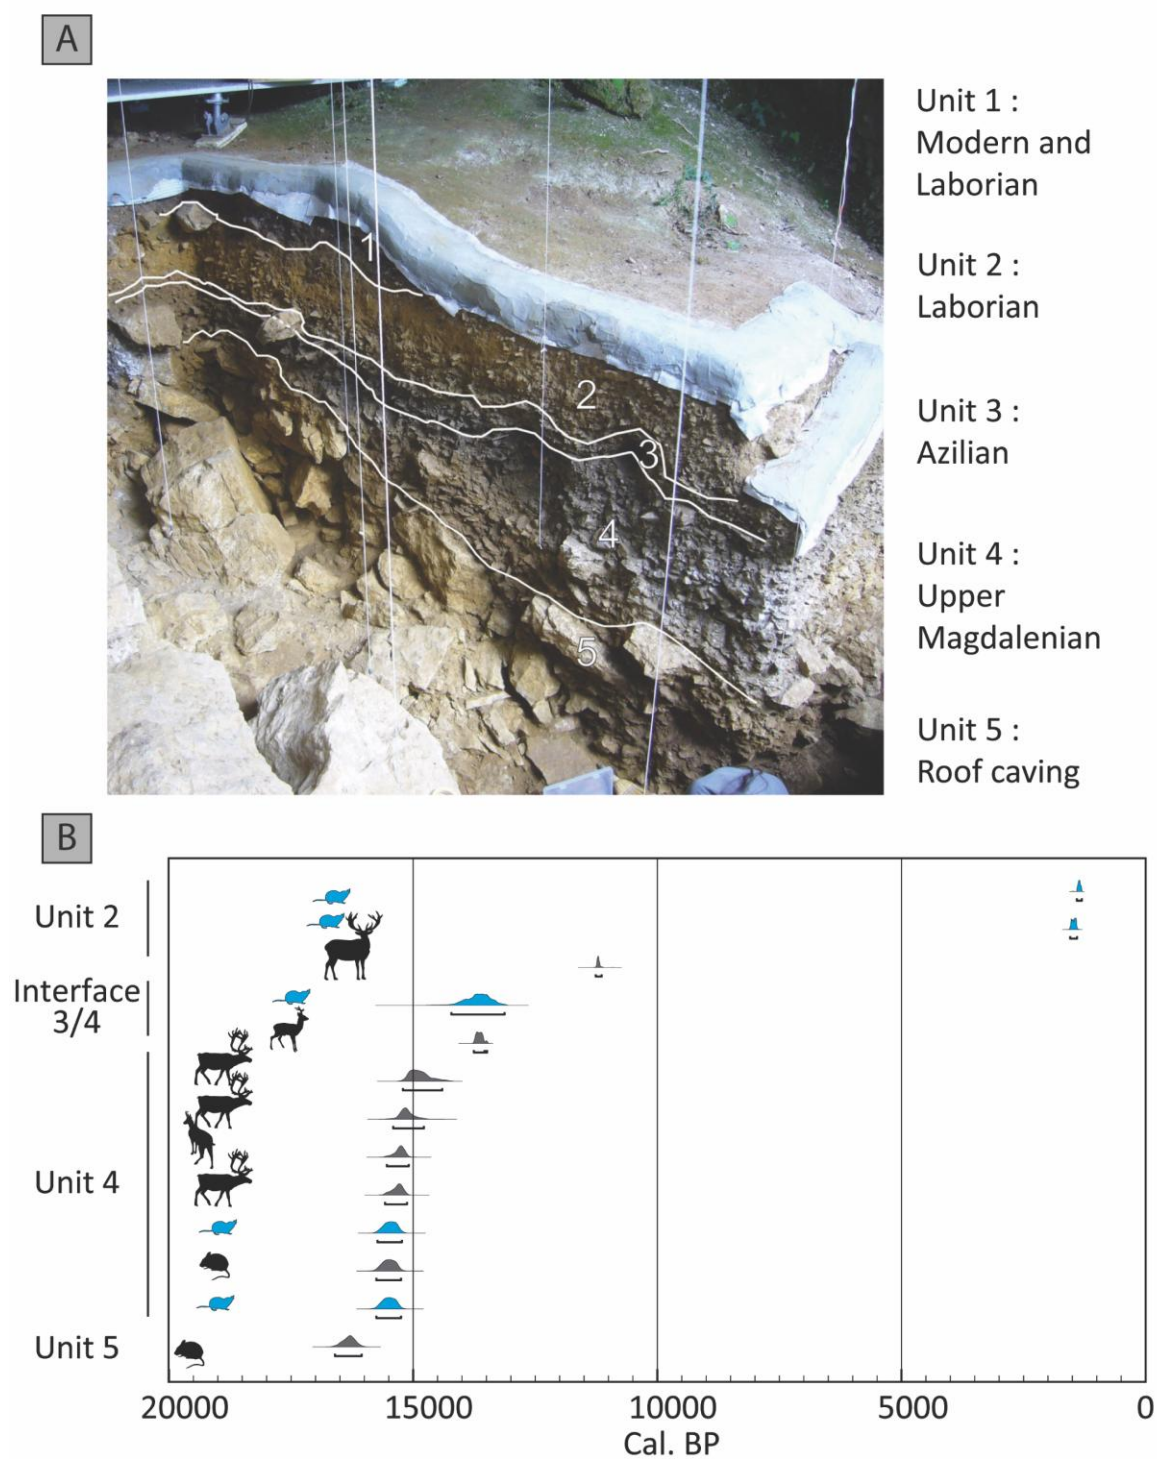 A
Unit 1 :
Modern and
Laborian
Unit 2 :
Laborian
Unit 3 :
Azilian
Unit 4 :
Upper
Magdalenian
Unit 5 :
Roof caving
1
2
3
4
5
B
Unit 2
Interface
3/4
Unit 4
Unit 5
20000 15000 10000 5000 0
Cal. BP